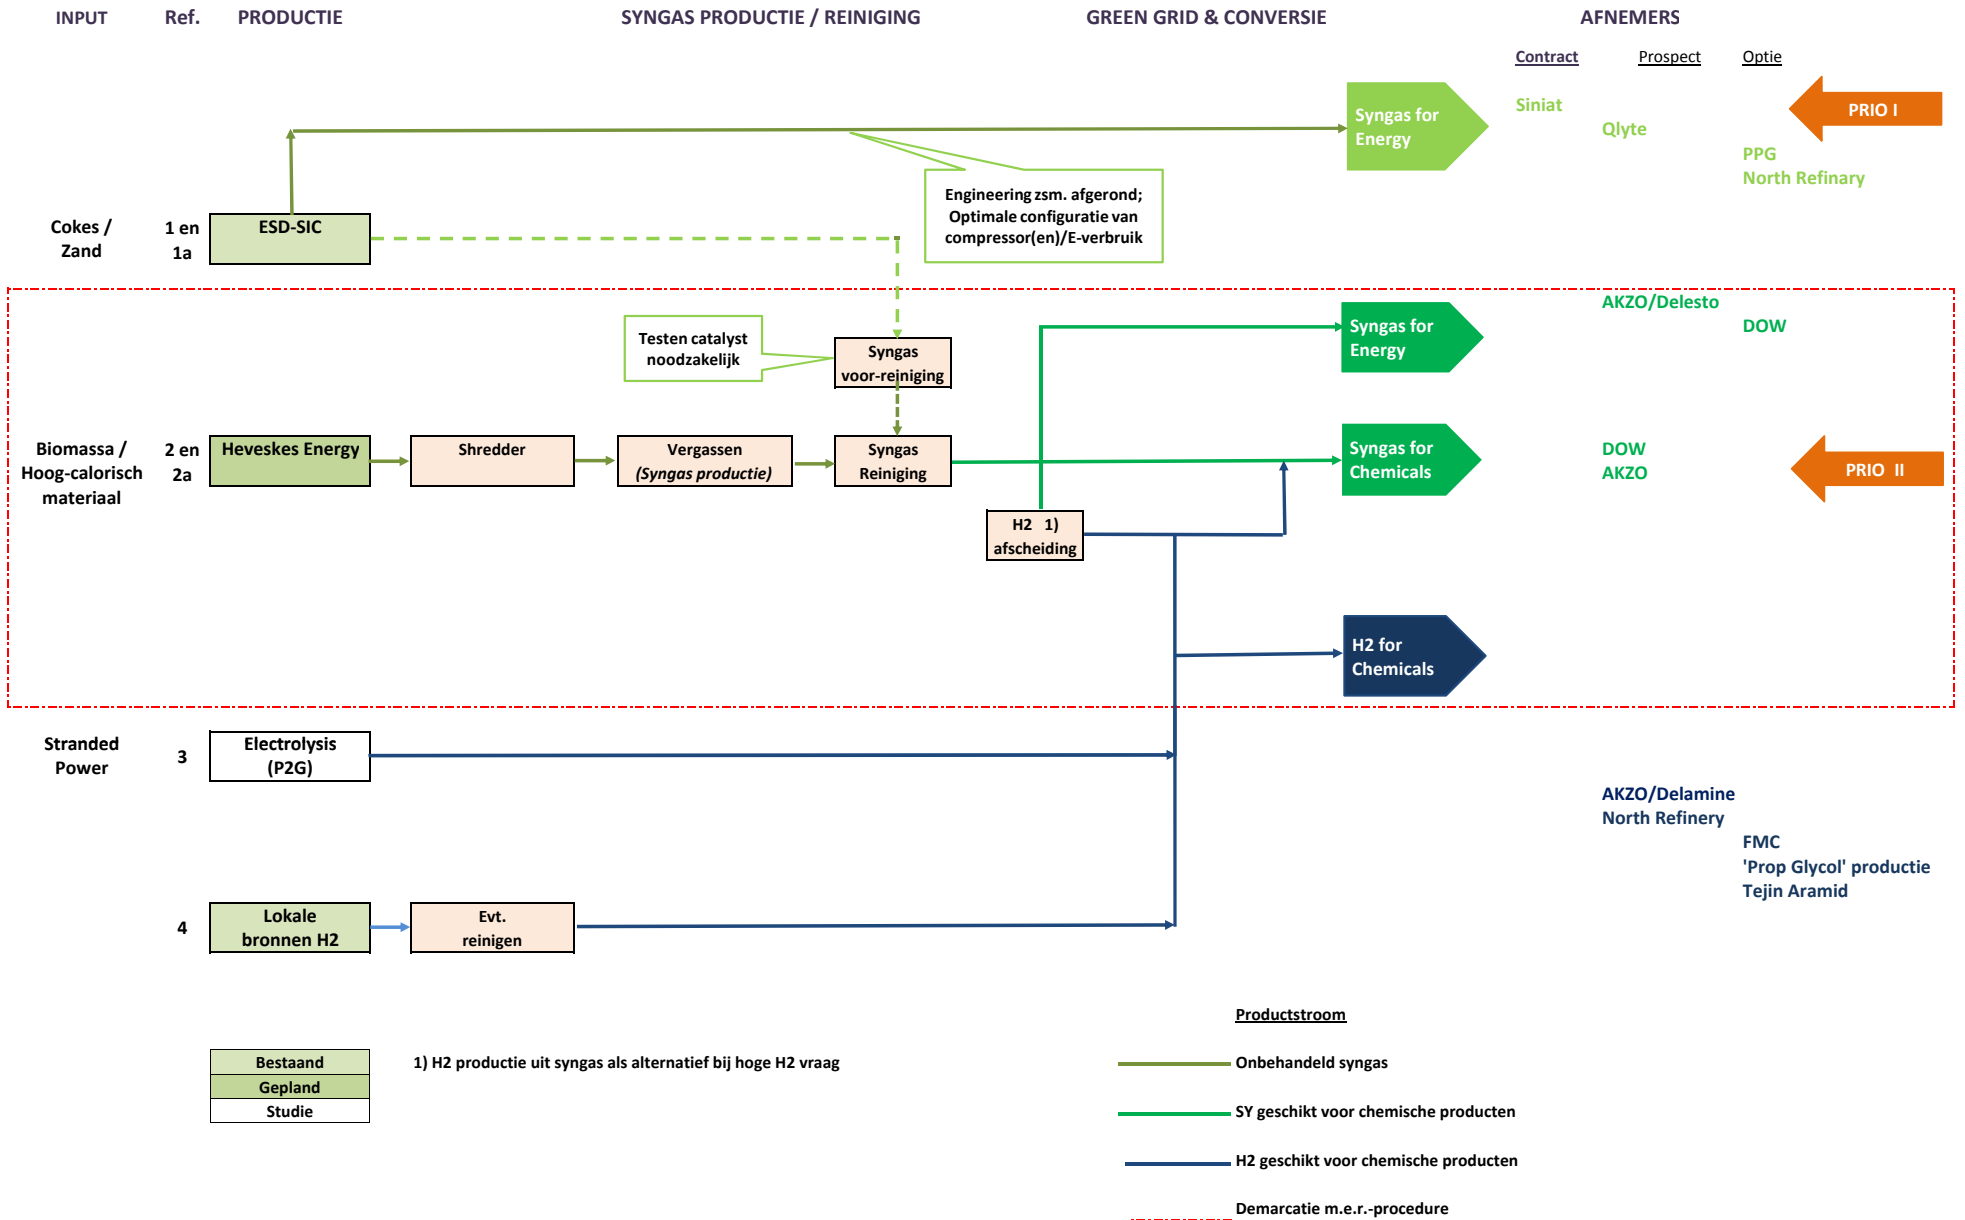 INPUT Ref. PRODUCTIE SYNGAS PRODUCTIE / REINIGING GREEN GRID & CONVERSIE AFNEMERS
Contract Prospect Optie
Syngas for
Energy
Siniat
Qlyte
PPG
North Refinary
PRIO I
Engineering zsm. afgerond;
Optimale configuratie van
compressor(en)/E-verbruik
Cokes /
Zand
1 en
1a
ESD-SIC
Testen catalyst
noodzakelijk
Syngas
voor-reiniging
Syngas for
Energy
AKZO/Delesto
DOW
Biomassa /
Hoog-calorisch
materiaal
2 en
2a
Heveskes Energy
Shredder
Vergassen
(Syngas productie)
Syngas
Reiniging
Syngas for
Chemicals
DOW
AKZO
PRIO II
H2 1)
afscheiding
H2 for
Chemicals
Stranded
Power
3
Electrolysis
(P2G)
AKZO/Delamine
North Refinery
FMC
'Prop Glycol' productie
Tejin Aramid
4
Lokale
bronnen H2
Evt.
reinigen
Bestaand
Gepland
Studie
1) H2 productie uit syngas als alternatief bij hoge H2 vraag
Productstroom
Onbehandeld syngas
SY geschikt voor chemische producten
H2 geschikt voor chemische producten
Demarcatie m.e.r.-procedure